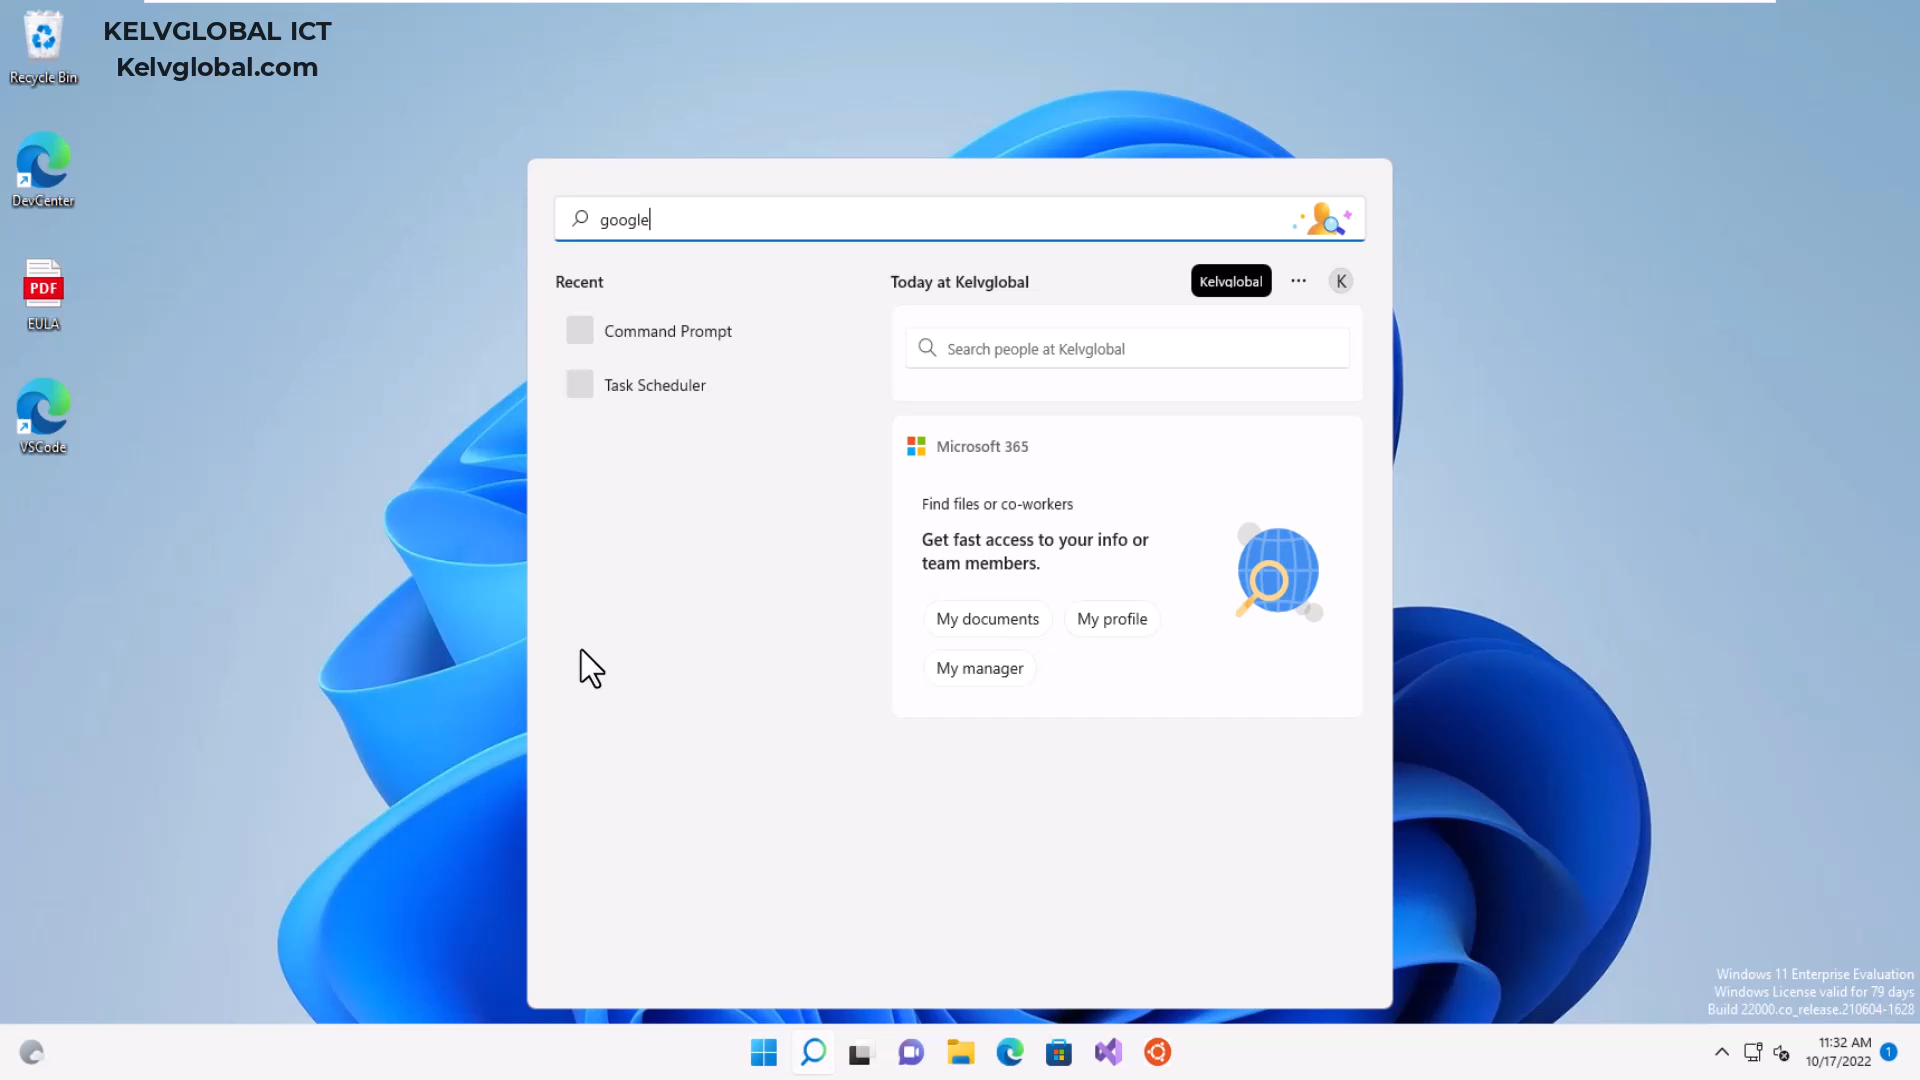 KELVGLOBAL ICT
Kelvglobal.com
Recycle Bin
DevCenter
PDF
EULA
VSCode
google
Recent
Command Prompt
Task Scheduler
Today at Kelvglobal
Kelvglobal
K
Search people at Kelvglobal
Microsoft 365
Find files or co-workers
Get fast access to your info or
team members.
My documents
My profile
My manager
Windows 11 Enterprise Evaluation
Windows License valid for 79 days
Build 22000.co_release.210604-1628
11:32 AM
10/17/2022
1